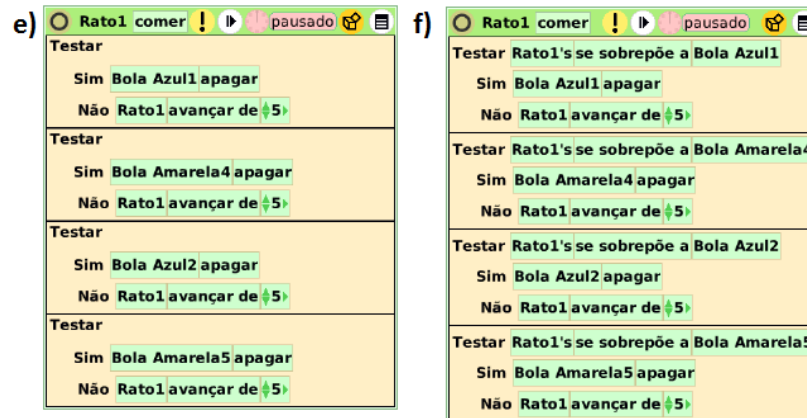 e) Rato1 comer ! pausado
Testar
Sim Bola Azul1 apagar
Não Rato1 avançar de 5
Testar
Sim Bola Amarela4 apagar
Não Rato1 avançar de 5
Testar
Sim Bola Azul2 apagar
Não Rato1 avançar de 5
Testar
Sim Bola Amarela5 apagar
Não Rato1 avançar de 5
f) Rato1 comer ! pausado
Testar Rato1's se sobrepõe a Bola Azul1
Sim Bola Azul1 apagar
Não Rato1 avançar de 5
Testar Rato1's se sobrepõe a Bola Amarela4
Sim Bola Amarela4 apagar
Não Rato1 avançar de 5
Testar Rato1's se sobrepõe a Bola Azul2
Sim Bola Azul2 apagar
Não Rato1 avançar de 5
Testar Rato1's se sobrepõe a Bola Amarela5
Sim Bola Amarela5 apagar
Não Rato1 avançar de 5